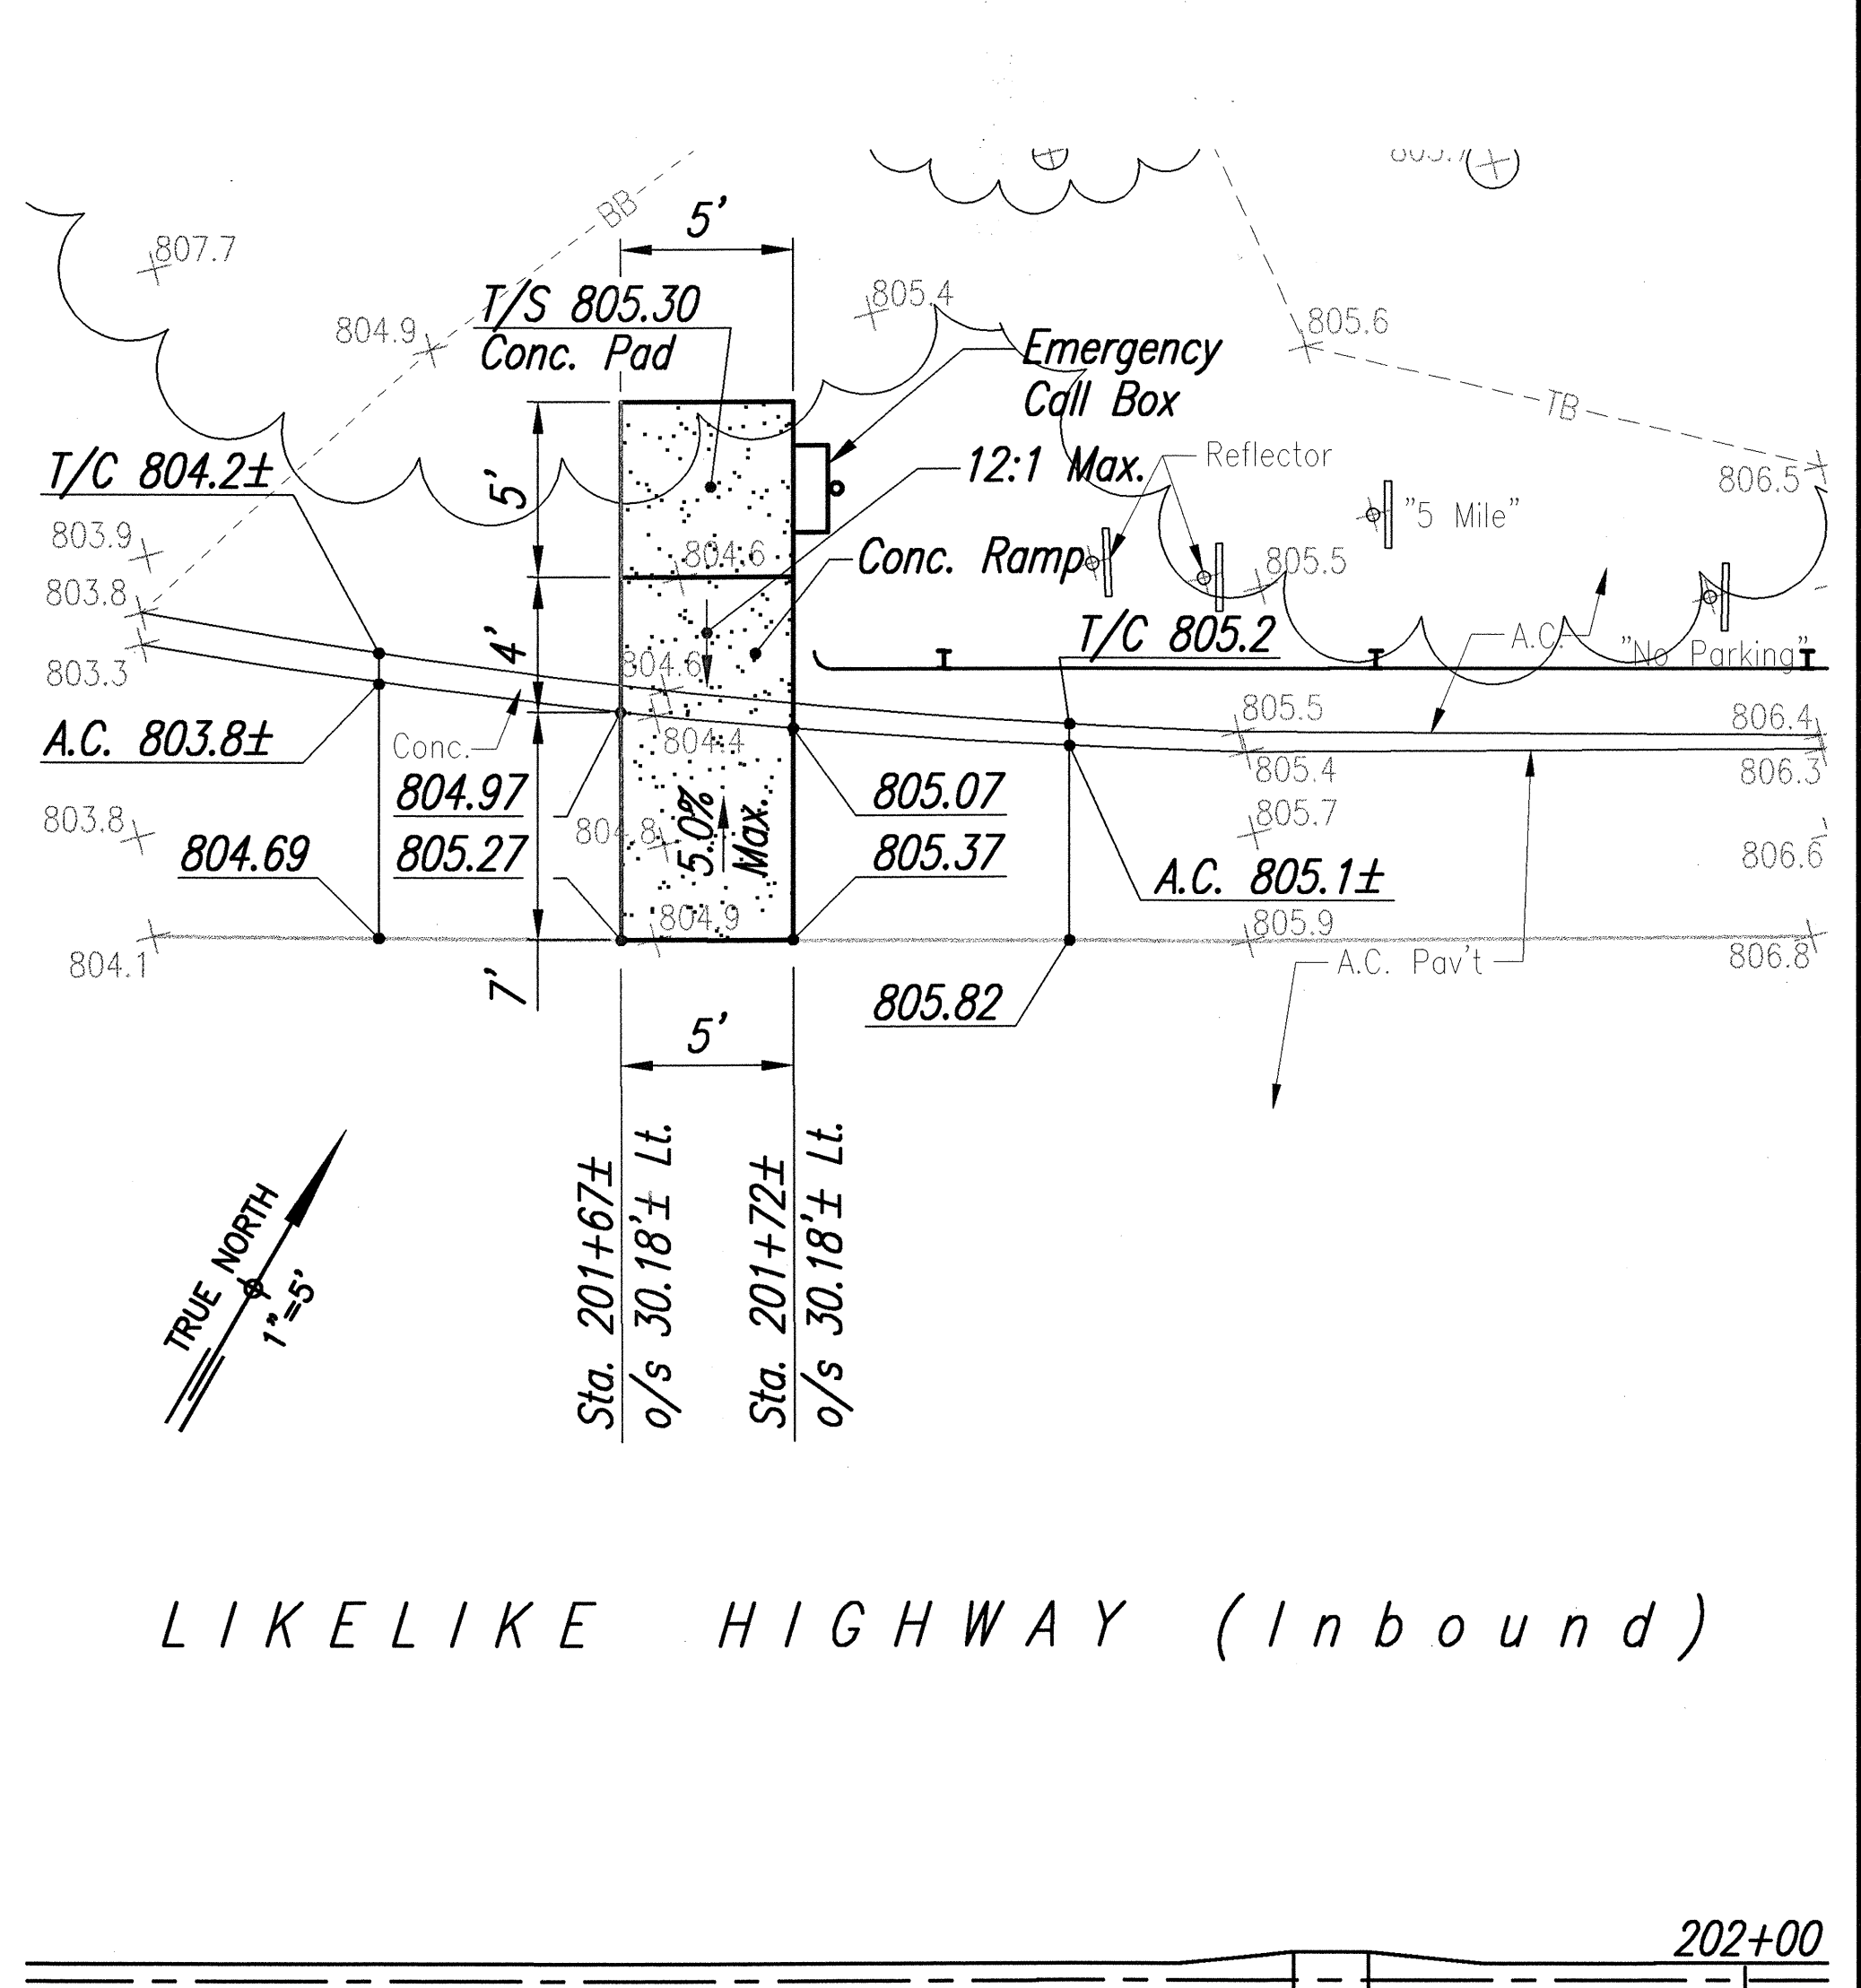 805.7
BB
5'
807.7
T/S 805.30
Conc. Pad
805.4
805.6
804.9
Emergency
Call Box
TB
T/C 804.2±
5'
12:1 Max.
Reflector
806.5
"5 Mile"
803.9
804.6
Conc. Ramp
805.5
803.8
4'
T/C 805.2
A.C.
"No Parking"
803.3
804.6
805.5
806.4
A.C. 803.8±
Conc.
804.4
805.4
806.3
804.97
805.07
803.8
5.0%
Max.
804.8
805.7
804.69
805.27
805.37
A.C. 805.1±
806.6
804.9
805.9
804.1
A.C. Pav't
806.8
7'
805.82
5'
Sta. 201+67±
o/s 30.18'± Lt.
Sta. 201+72±
o/s 30.18'± Lt.
TRUE NORTH
1"=5'
LIKELIKE HIGHWAY (Inbound)
202+00